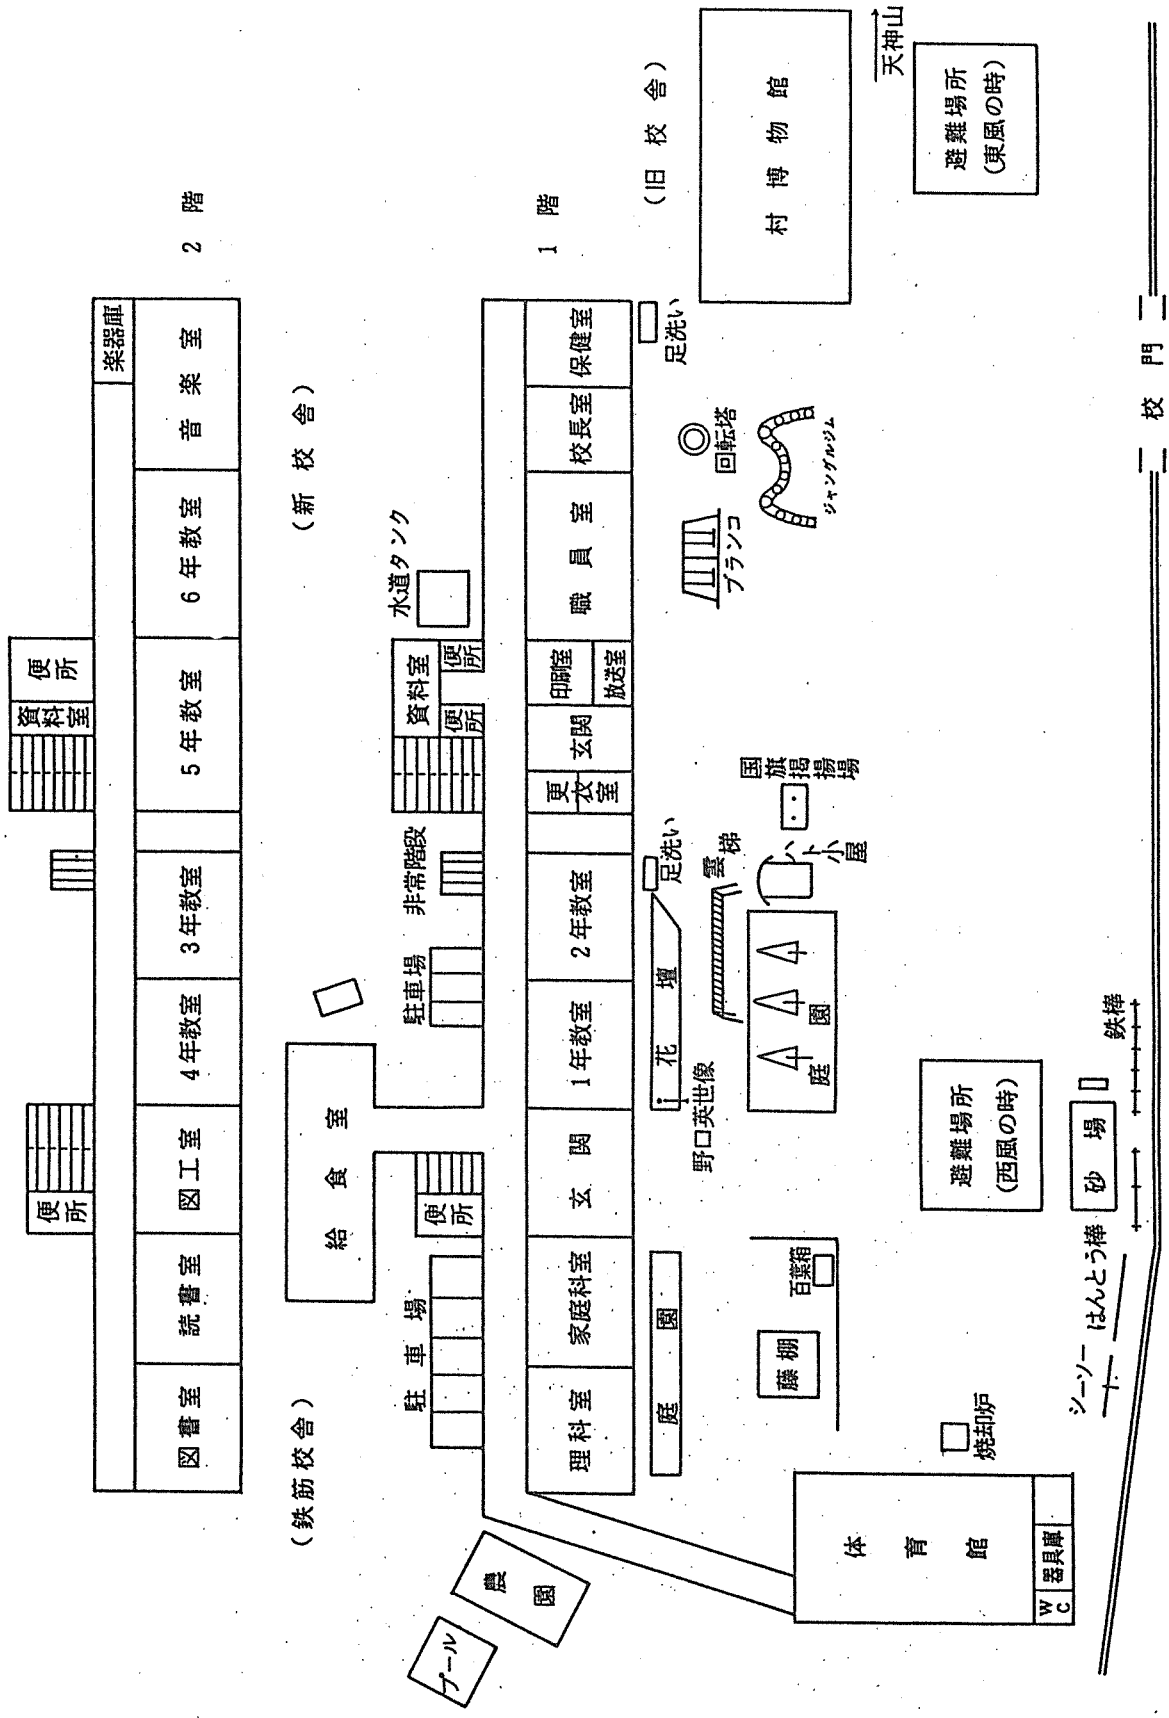 2階
楽器庫
図書室
読書室
図工室
4年教室
3年教室
5年教室
6年教室
音楽室
便所
資料室
便所
(鉄筋校舎)
(新校舎)
給食室
水道タンク
駐車場
便所
駐車場
非常階段
資料室
便所
便所
1階
理科室
家庭科室
玄関
1年教室
2年教室
更衣室
玄関
印刷室
放送室
職員室
校長室
保健室
(旧校舎)
村博物館
天神山
避難場所
(東風の時)
プール
農園
庭園
花壇
足洗い
足洗い
野口英世像
雲梯
庭園
ハト小屋
国旗掲揚場
ブランコ
回転塔
ジャングルジム
百葉箱
藤棚
焼却炉
体育館
器具庫
WC
避難場所
(西風の時)
砂場
鉄棒
はんとう棒
シーソー
校門